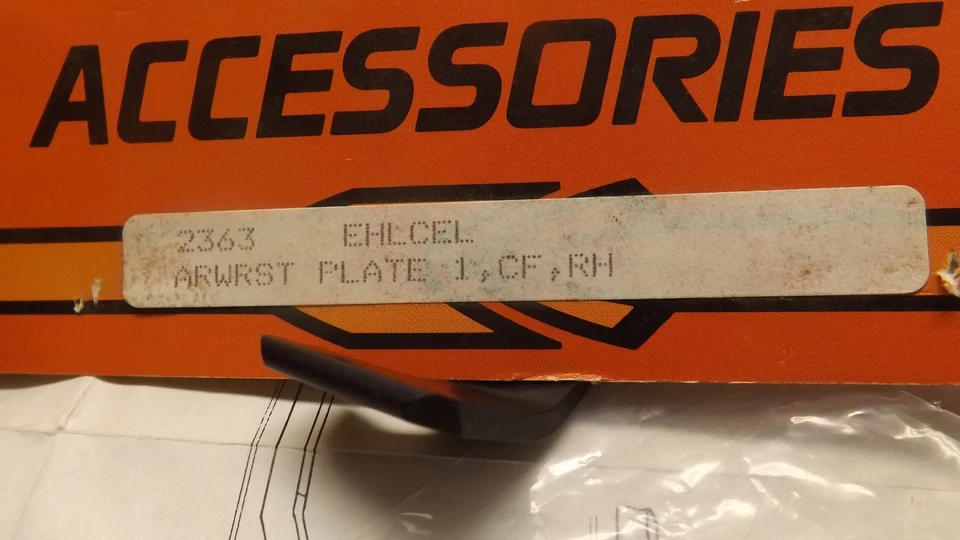 ACCESSORIES
2363 EHLCEL
ARWRST PLATE 1,CF,RH